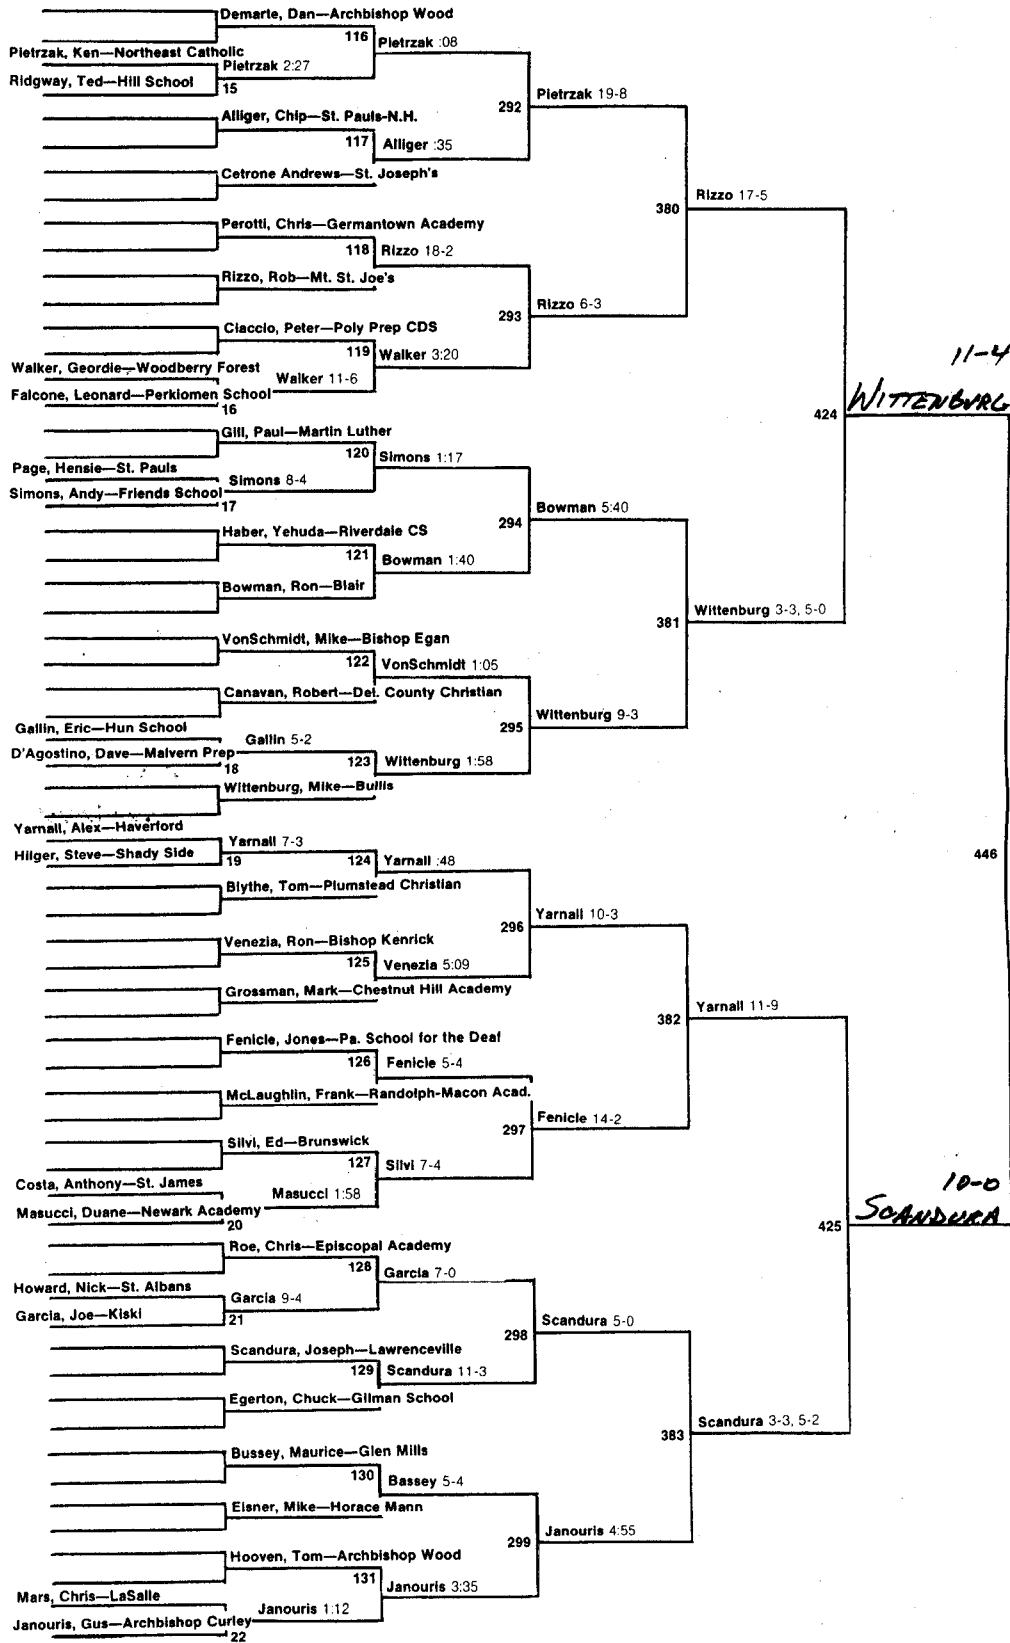 Demarte, Dan—Archbishop Wood
116
Pietrzak :08
Pietrzak, Ken—Northeast Catholic
Pietrzak 2:27
Ridgway, Ted—Hill School
15
292
Pietrzak 19-8
Alliger, Chip—St. Pauls-N.H.
117
Alliger :35
Cetrone Andrews—St. Joseph's
380
Rizzo 17-5
Perotti, Chris—Germantown Academy
118
Rizzo 18-2
Rizzo, Rob—Mt. St. Joe's
293
Rizzo 6-3
Ciaccio, Peter—Poly Prep CDS
119
Walker 3:20
Walker, Geordie—Woodberry Forest
Walker 11-6
Falcone, Leonard—Perkiomen School
16
11-4
424
WITTENBURG
Gill, Paul—Martin Luther
120
Simons 1:17
Page, Hensie—St. Pauls
Simons 8-4
Simons, Andy—Friends School
17
294
Bowman 5:40
Haber, Yehuda—Riverdale CS
121
Bowman 1:40
Bowman, Ron—Blair
381
Wittenburg 3-3, 5-0
VonSchmidt, Mike—Bishop Egan
122
VonSchmidt 1:05
Canavan, Robert—Del. County Christian
295
Wittenburg 9-3
Gallin, Eric—Hun School
Gallin 5-2
D'Agostino, Dave—Malvern Prep
18
123
Wittenburg 1:58
Wittenburg, Mike—Bullis
Yarnall, Alex—Haverford
Yarnall 7-3
Hilger, Steve—Shady Side
19
124
Yarnall :48
446
Blythe, Tom—Plumstead Christian
296
Yarnall 10-3
Venezia, Ron—Bishop Kenrick
125
Venezia 5:09
Grossman, Mark—Chestnut Hill Academy
382
Yarnall 11-9
Fenicle, Jones—Pa. School for the Deaf
126
Fenicle 5-4
McLaughlin, Frank—Randolph-Macon Acad.
297
Fenicle 14-2
Silvi, Ed—Brunswick
127
Silvi 7-4
Costa, Anthony—St. James
Masucci 1:58
Masucci, Duane—Newark Academy
20
10-0
425
SCANDURA
Roe, Chris—Episcopal Academy
128
Garcia 7-0
Howard, Nick—St. Albans
Garcia 9-4
Garcia, Joe—Kiski
21
298
Scandura 5-0
Scandura, Joseph—Lawrenceville
129
Scandura 11-3
Egerton, Chuck—Gilman School
383
Scandura 3-3, 5-2
Bussey, Maurice—Glen Mills
130
Bassey 5-4
Eisner, Mike—Horace Mann
299
Janouris 4:55
Hooven, Tom—Archbishop Wood
131
Janouris 3:35
Mars, Chris—LaSalle
Janouris 1:12
Janouris, Gus—Archbishop Curley
22